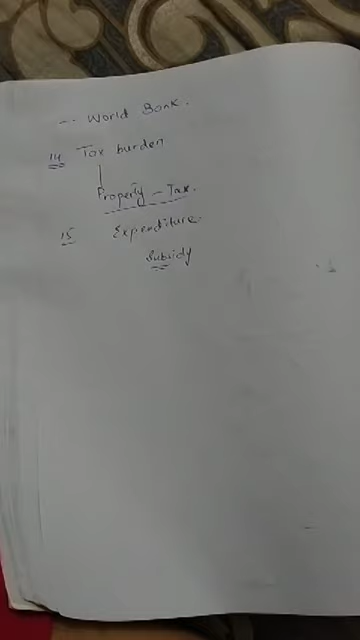 -. World Bank.
14 Tax burden
Property - Tax.
15 Expenditure.
Subsidy